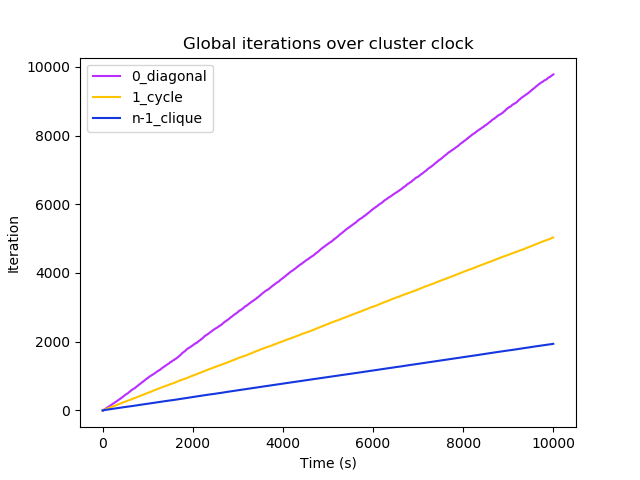 Global iterations over cluster clock
0_diagonal
1_cycle
n-1_clique
10000
8000
6000
4000
2000
0
Iteration
0 2000 4000 6000 8000 10000
Time (s)